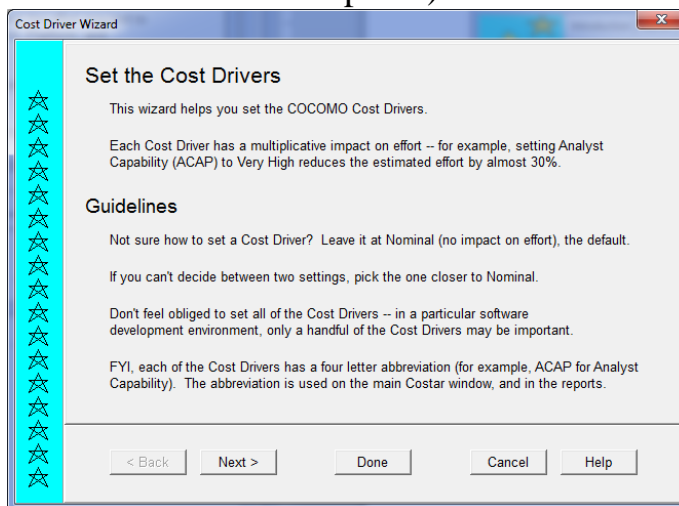 Cost Driver Wizard
Set the Cost Drivers
This wizard helps you set the COCOMO Cost Drivers.
Each Cost Driver has a multiplicative impact on effort -- for example, setting Analyst
Capability (ACAP) to Very High reduces the estimated effort by almost 30%.
Guidelines
Not sure how to set a Cost Driver? Leave it at Nominal (no impact on effort), the default.
If you can't decide between two settings, pick the one closer to Nominal.
Don't feel obliged to set all of the Cost Drivers -- in a particular software
development environment, only a handful of the Cost Drivers may be important.
FYI, each of the Cost Drivers has a four letter abbreviation (for example, ACAP for Analyst
Capability). The abbreviation is used on the main Costar window, and in the reports.
< Back Next > Done Cancel Help